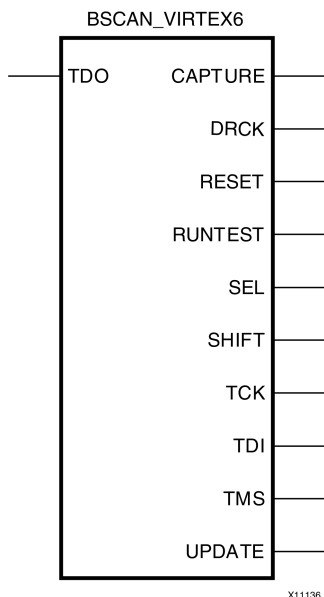 BSCAN_VIRTEX6
TDO CAPTURE
DRCK
RESET
RUNTEST
SEL
SHIFT
TCK
TDI
TMS
UPDATE
X11136